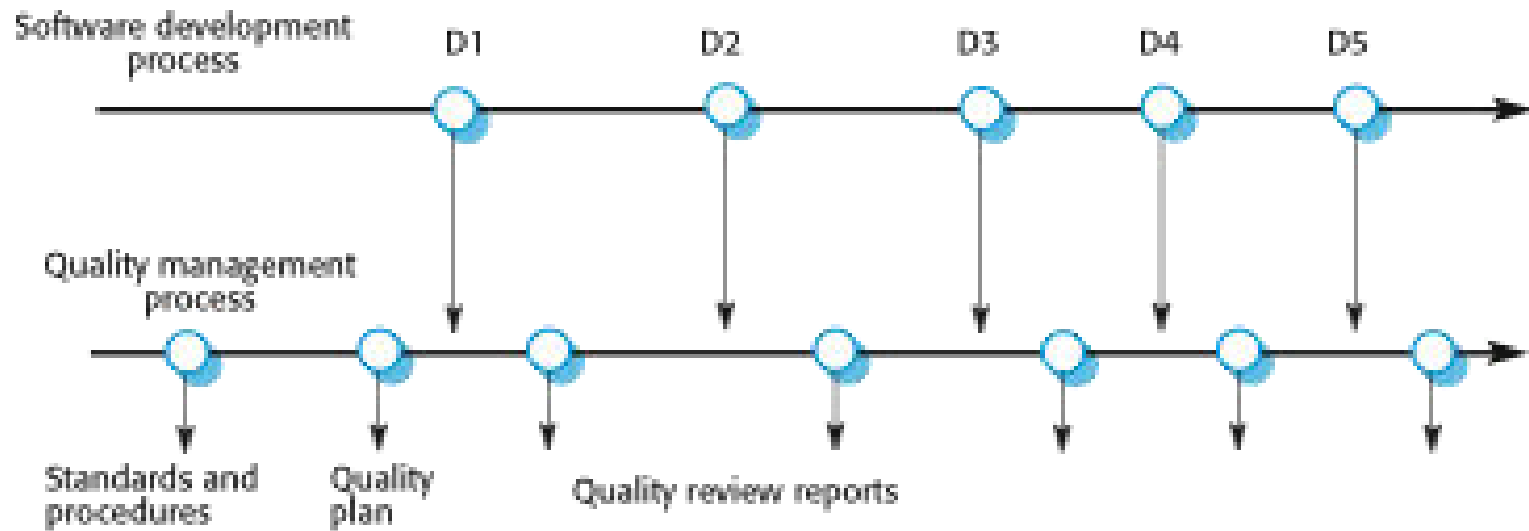 Software development
process
D1
D2
D3
D4
D5
Quality management
process
Standards and
procedures
Quality
plan
Quality review reports